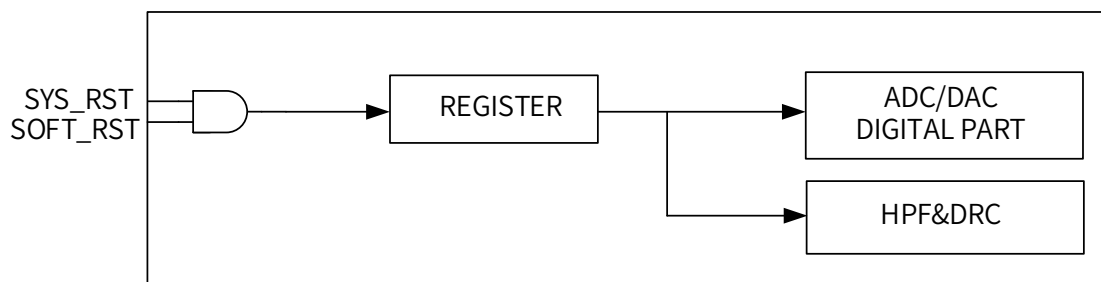 SYS_RST
SOFT_RST
REGISTER
ADC/DAC
DIGITAL PART
HPF&DRC